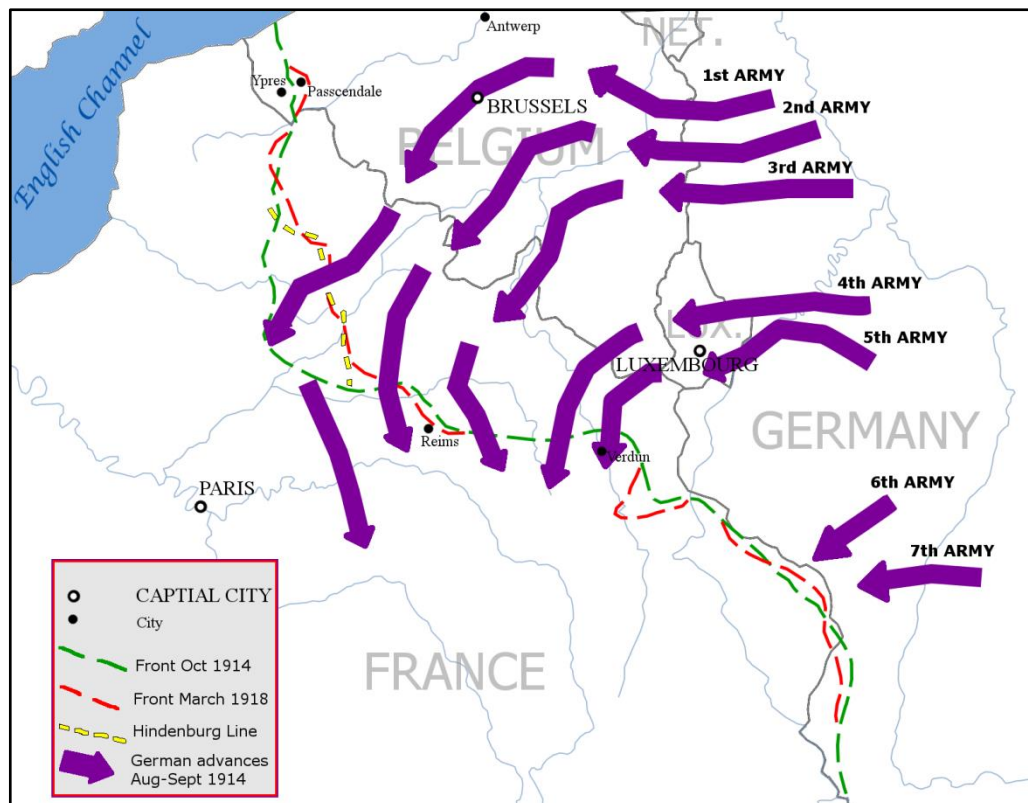 English Channel
Antwerp
NET.
Ypres
Passcendale
BRUSSELS
BELGIUM
1st ARMY
2nd ARMY
3rd ARMY
4th ARMY
LUX.
5th ARMY
LUXEMBOURG
GERMANY
Reims
Verdun
PARIS
6th ARMY
7th ARMY
FRANCE
CAPTIAL CITY
City
Front Oct 1914
Front March 1918
Hindenburg Line
German advances
Aug-Sept 1914